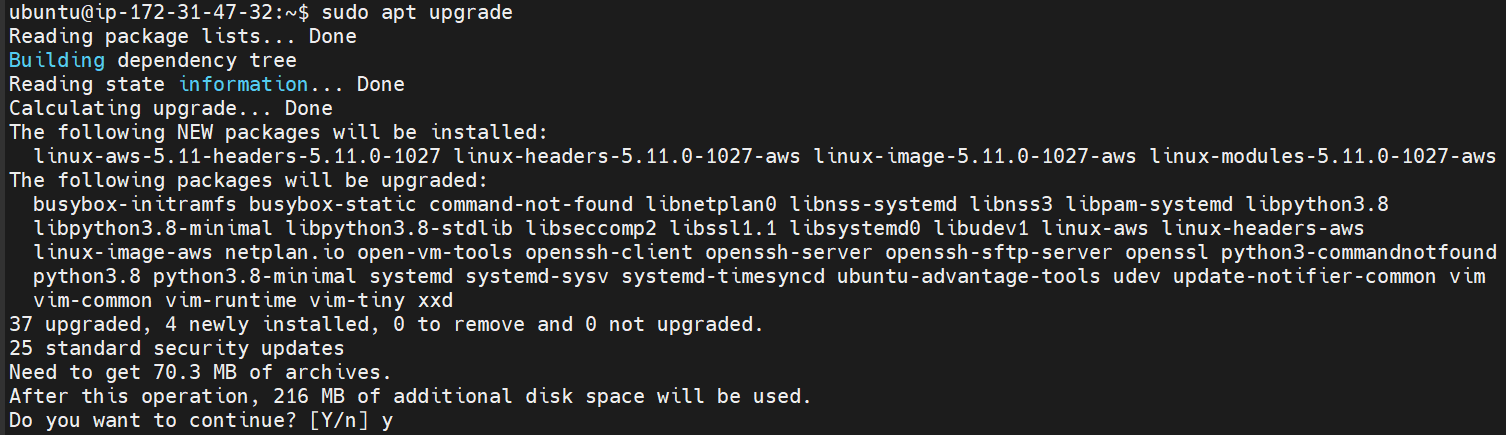 ubuntu@ip-172-31-47-32:~$ sudo apt upgrade
Reading package lists... Done
Building dependency tree
Reading state information... Done
Calculating upgrade... Done
The following NEW packages will be installed:
  linux-aws-5.11-headers-5.11.0-1027 linux-headers-5.11.0-1027-aws linux-image-5.11.0-1027-aws linux-modules-5.11.0-1027-aws
The following packages will be upgraded:
  busybox-initramfs busybox-static command-not-found libnetplan0 libnss-systemd libnss3 libpam-systemd libpython3.8
  libpython3.8-minimal libpython3.8-stdlib libseccomp2 libssl1.1 libsystemd0 libudev1 linux-aws linux-headers-aws
  linux-image-aws netplan.io open-vm-tools openssh-client openssh-server openssh-sftp-server openssl python3-commandnotfound
  python3.8 python3.8-minimal systemd systemd-sysv systemd-timesyncd ubuntu-advantage-tools udev update-notifier-common vim
  vim-common vim-runtime vim-tiny xxd
37 upgraded, 4 newly installed, 0 to remove and 0 not upgraded.
25 standard security updates
Need to get 70.3 MB of archives.
After this operation, 216 MB of additional disk space will be used.
Do you want to continue? [Y/n] y